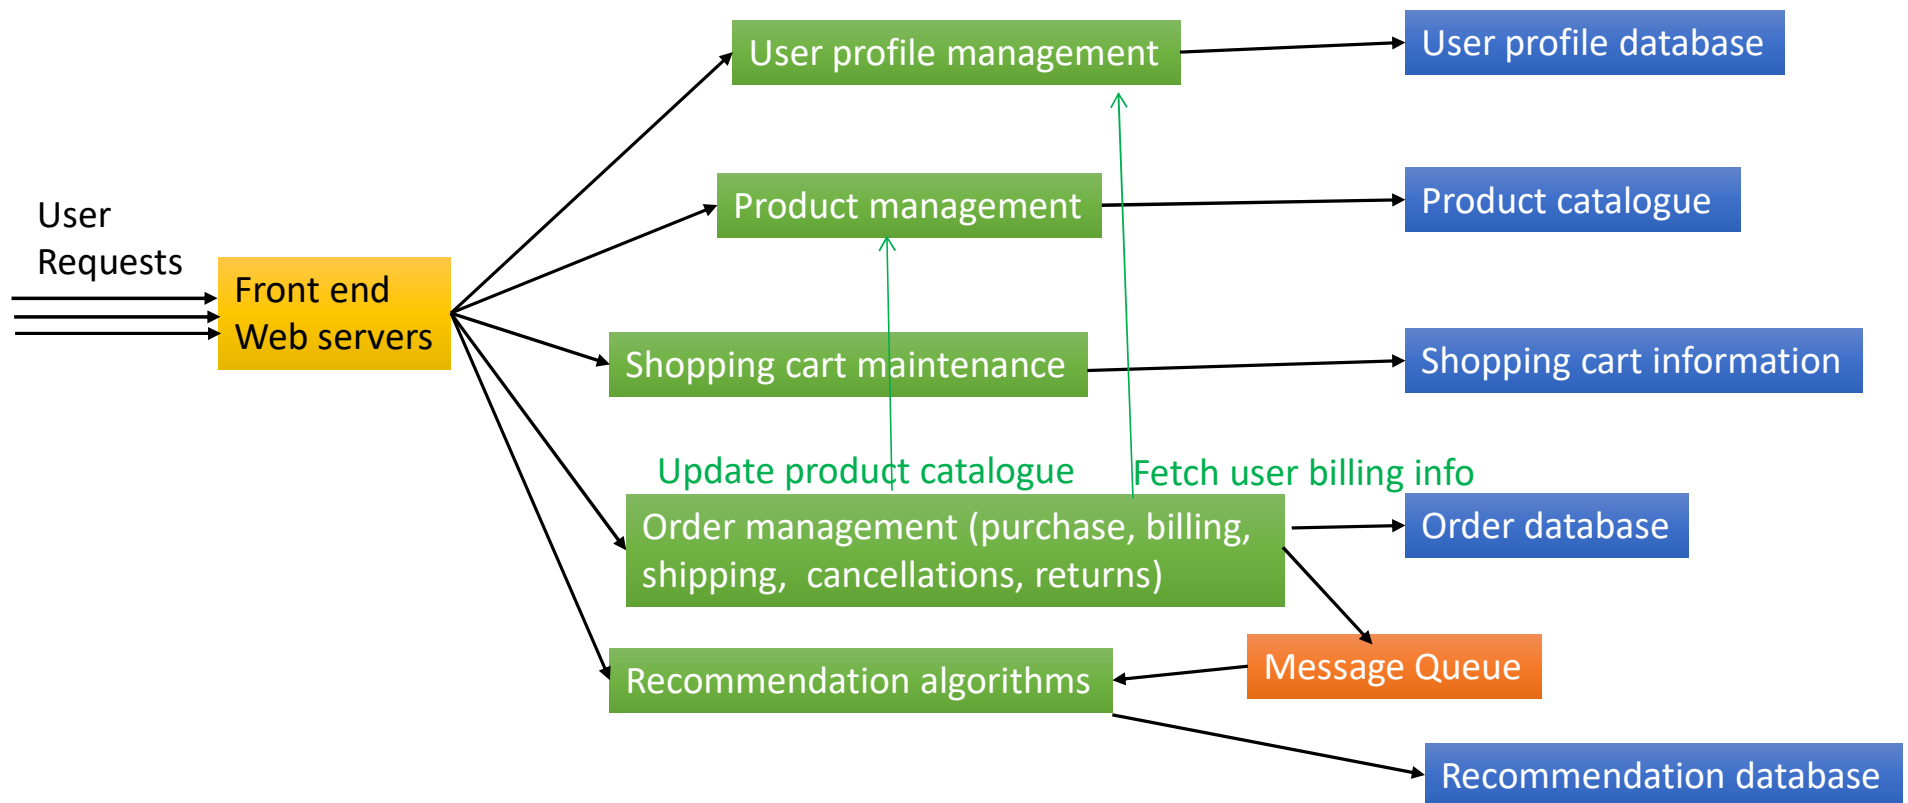 User profile management
User profile database
Product management
Product catalogue
User
Requests
Front end
Web servers
Shopping cart maintenance
Shopping cart information
Update product catalogue
Fetch user billing info
Order management (purchase, billing,
shipping,  cancellations, returns)
Order database
Recommendation algorithms
Message Queue
Recommendation database